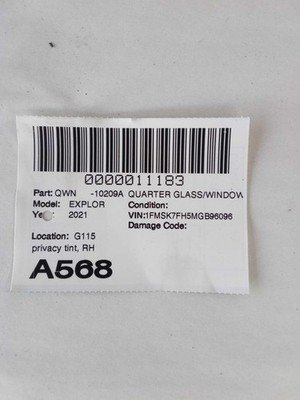 0000011183
Part: QWN -10209A QUARTER GLASS/WINDOW
Model: EXPLOR Condition:
Ye : 2021 VIN:1FMSK7FH5MGB96096
Damage Code:
Location: G115
privacy tint, RH
A568